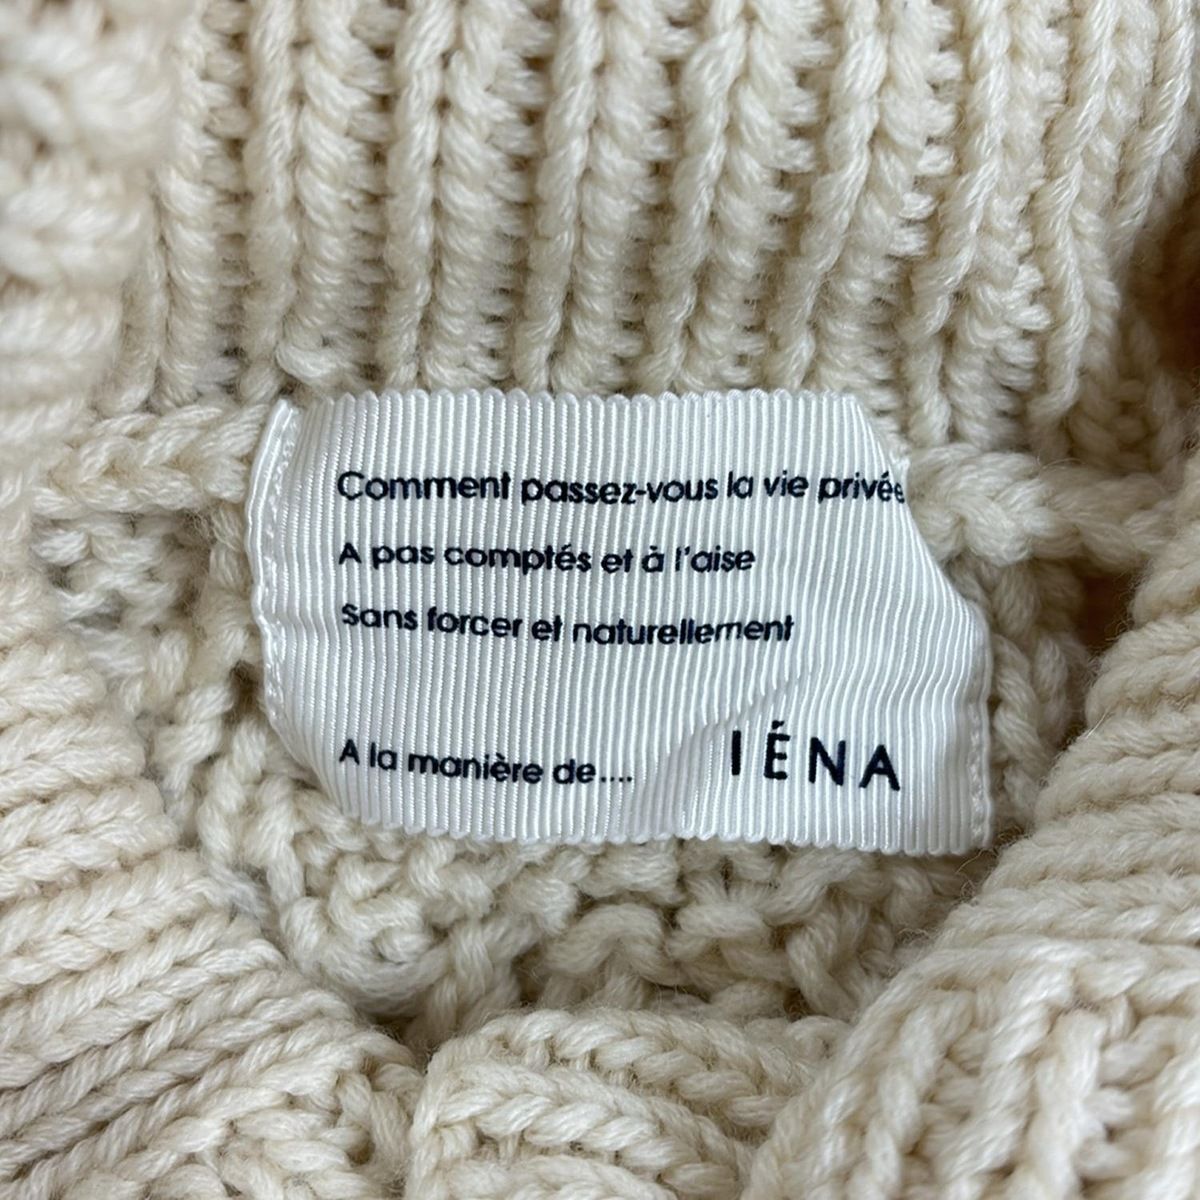 Comment passez-vous la vie privée
A pas comptés et à l'aise
Sans forcer et naturellement
A la manière de.... IÉNA